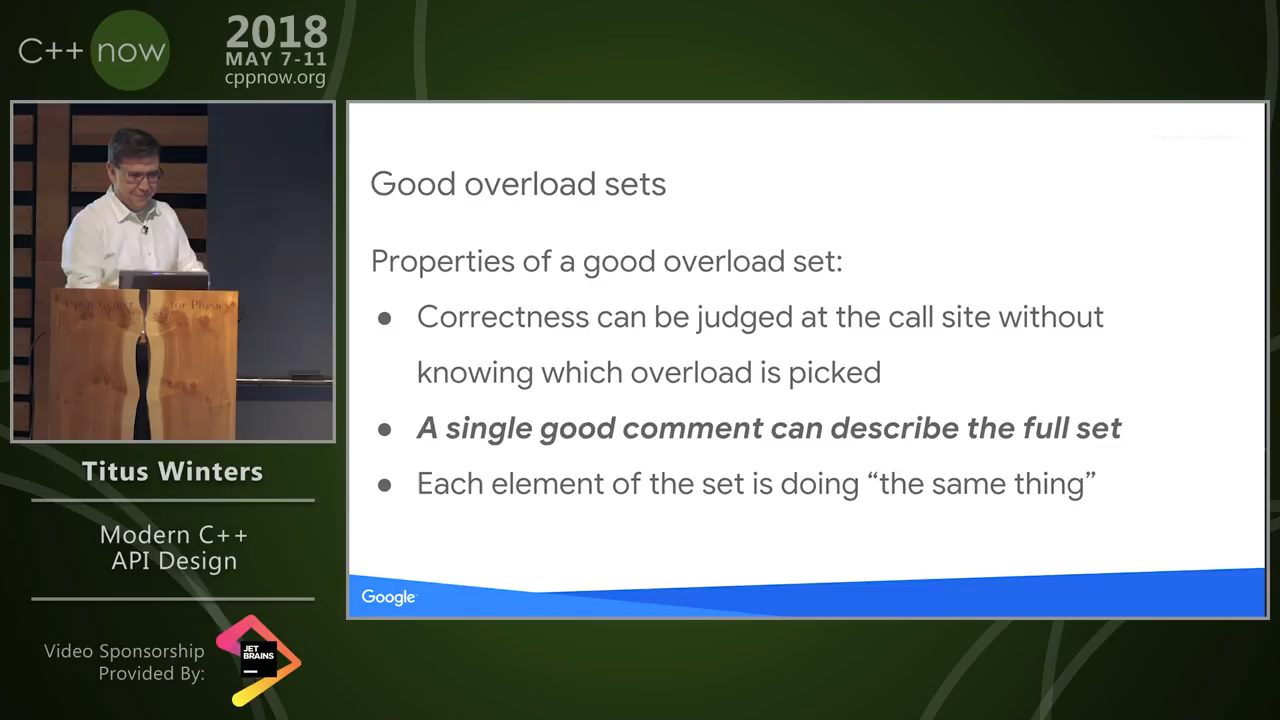 C++ now
2018
MAY 7-11
cppnow.org
Good overload sets
Properties of a good overload set:
● Correctness can be judged at the call site without
knowing which overload is picked
● A single good comment can describe the full set
● Each element of the set is doing “the same thing”
Google
Titus Winters
Modern C++
API Design
Video Sponsorship
Provided By:
JET
BRAINS